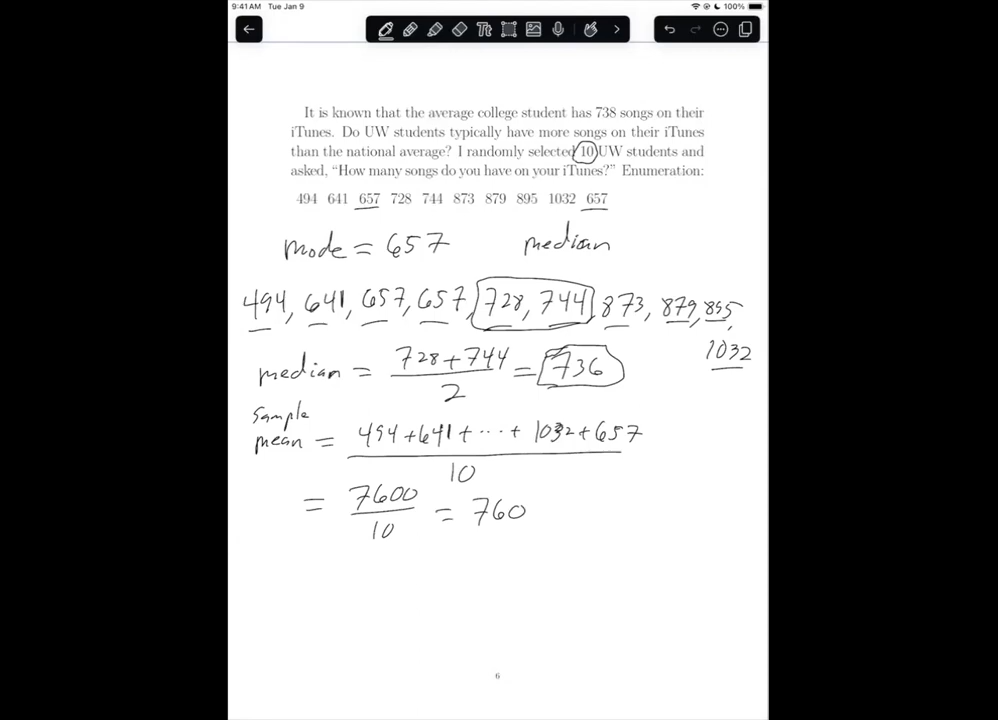 9:41 AM Tue Jan 9
100%
Tt
It is known that the average college student has 738 songs on their
iTunes. Do UW students typically have more songs on their iTunes
than the national average? I randomly selected 10 UW students and
asked, “How many songs do you have on your iTunes?” Enumeration:
494 641 657 728 744 873 879 895 1032 657
mode = 657 median
494, 641, 657, 657, 728, 744, 873, 879, 895,
1032
median = 728 + 744 / 2 = 736
sample
mean = 494 + 641 + ... + 1032 + 657
10
= 7600 / 10 = 760
6